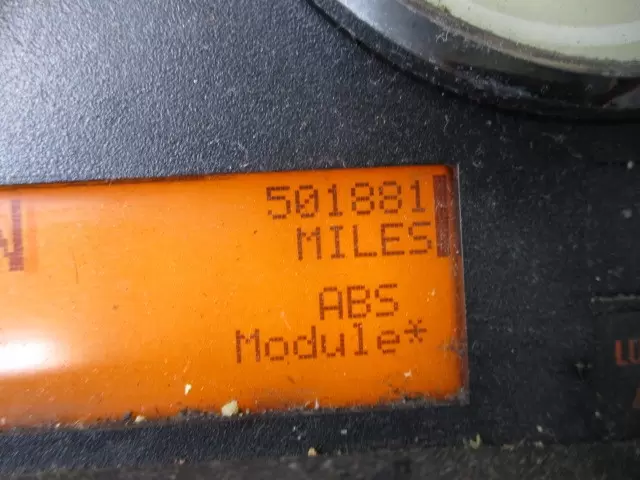 N
501881
MILES
ABS
Module*